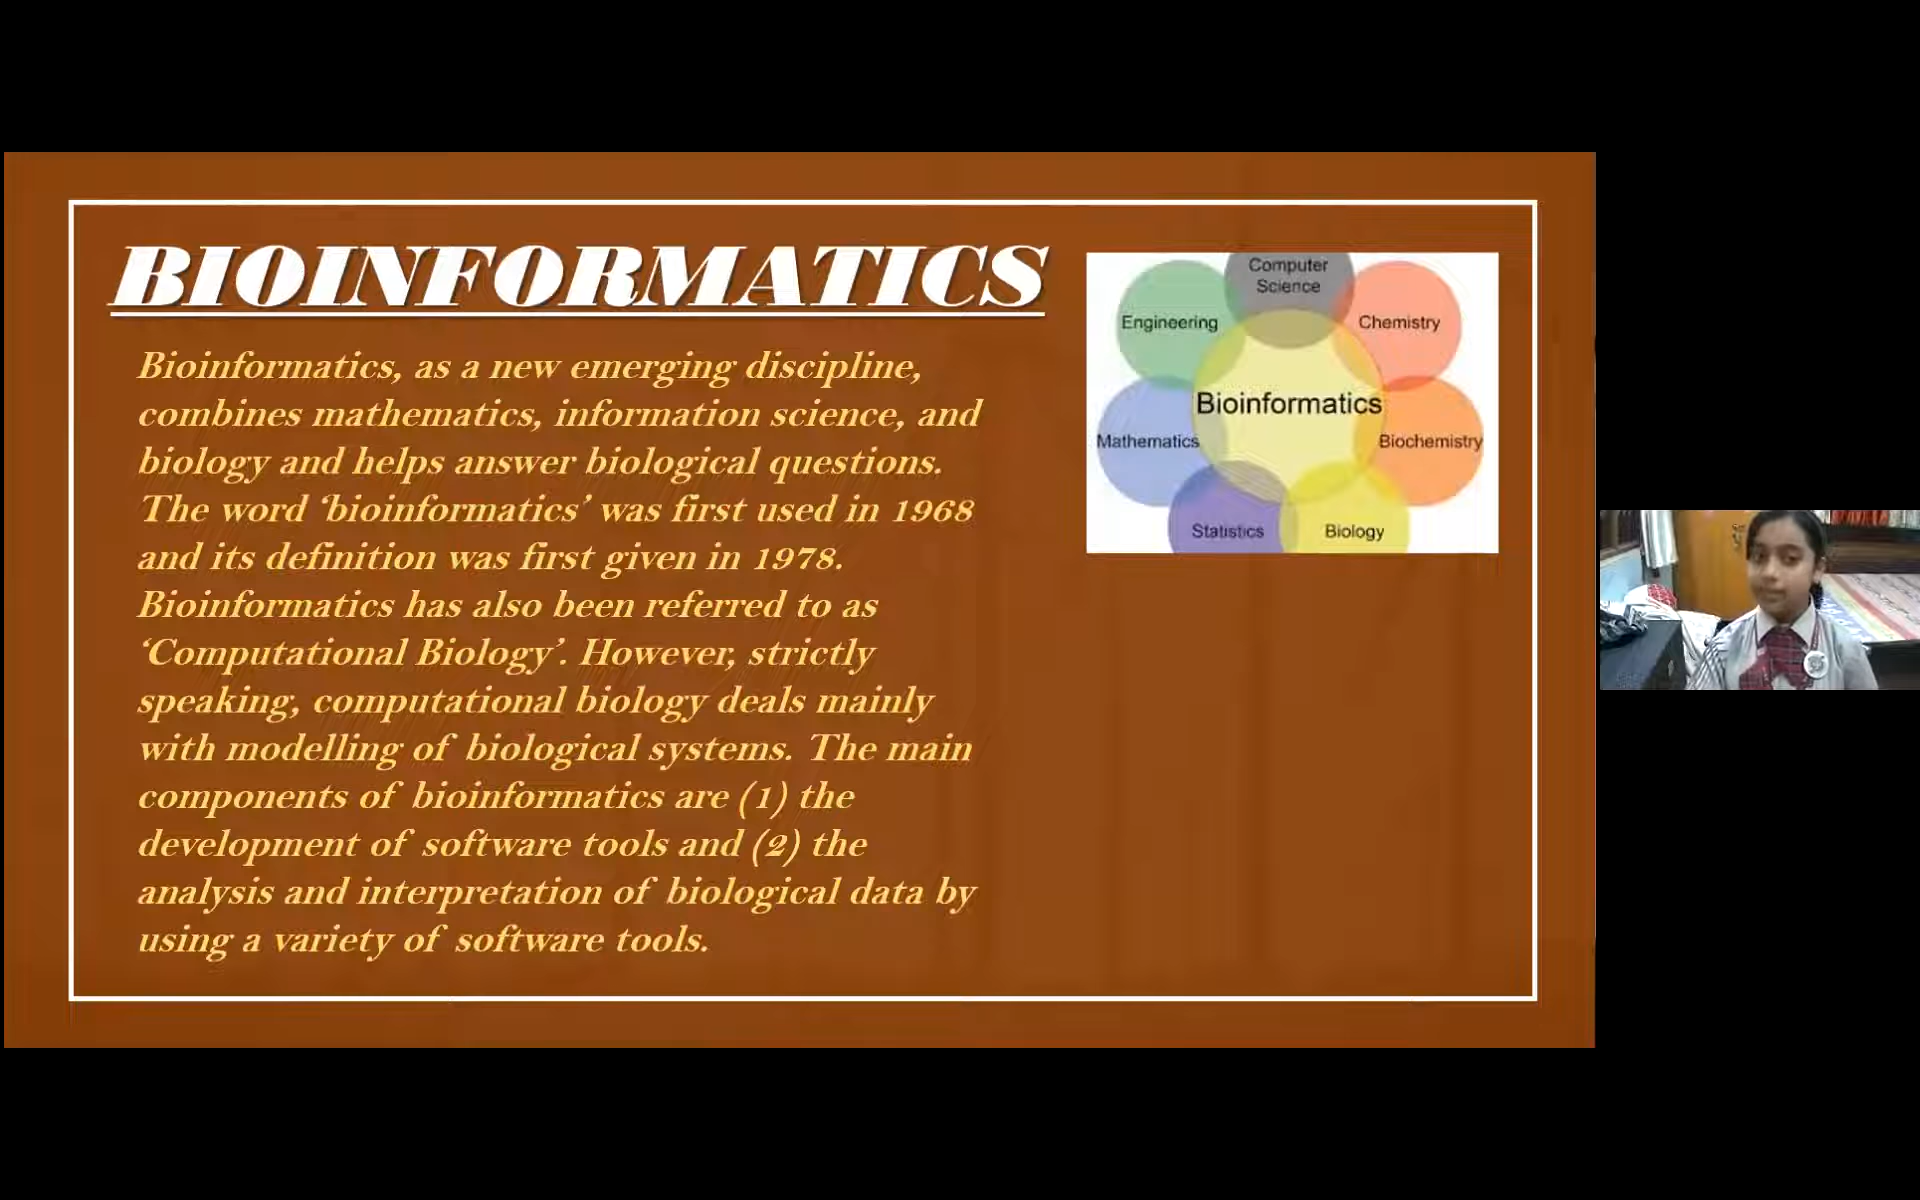 BIOINFORMATICS
Bioinformatics, as a new emerging discipline,
combines mathematics, information science, and
biology and helps answer biological questions.
The word ‘bioinformatics’ was first used in 1968
and its definition was first given in 1978.
Bioinformatics has also been referred to as
‘Computational Biology’. However, strictly
speaking, computational biology deals mainly
with modelling of biological systems. The main
components of bioinformatics are (1) the
development of software tools and (2) the
analysis and interpretation of biological data by
using a variety of software tools.
Computer
Science
Engineering
Chemistry
Bioinformatics
Mathematics
Biochemistry
Statistics
Biology